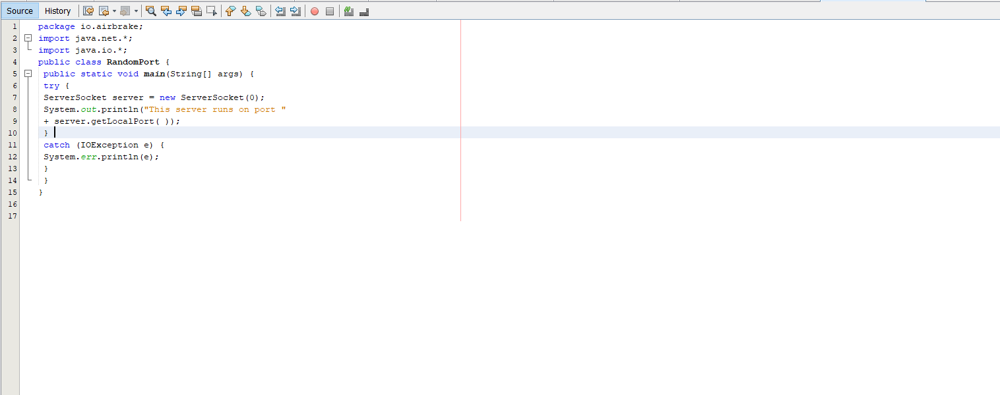 Source History
1 package io.airbrake;
2 import java.net.*;
3 import java.io.*;
4 public class RandomPort {
5 public static void main(String[] args) {
6 try {
7 ServerSocket server = new ServerSocket(0);
8 System.out.println("This server runs on port "
9 + server.getLocalPort( ));
10 }
11 catch (IOException e) {
12 System.err.println(e);
13 }
14 }
15 }
16
17